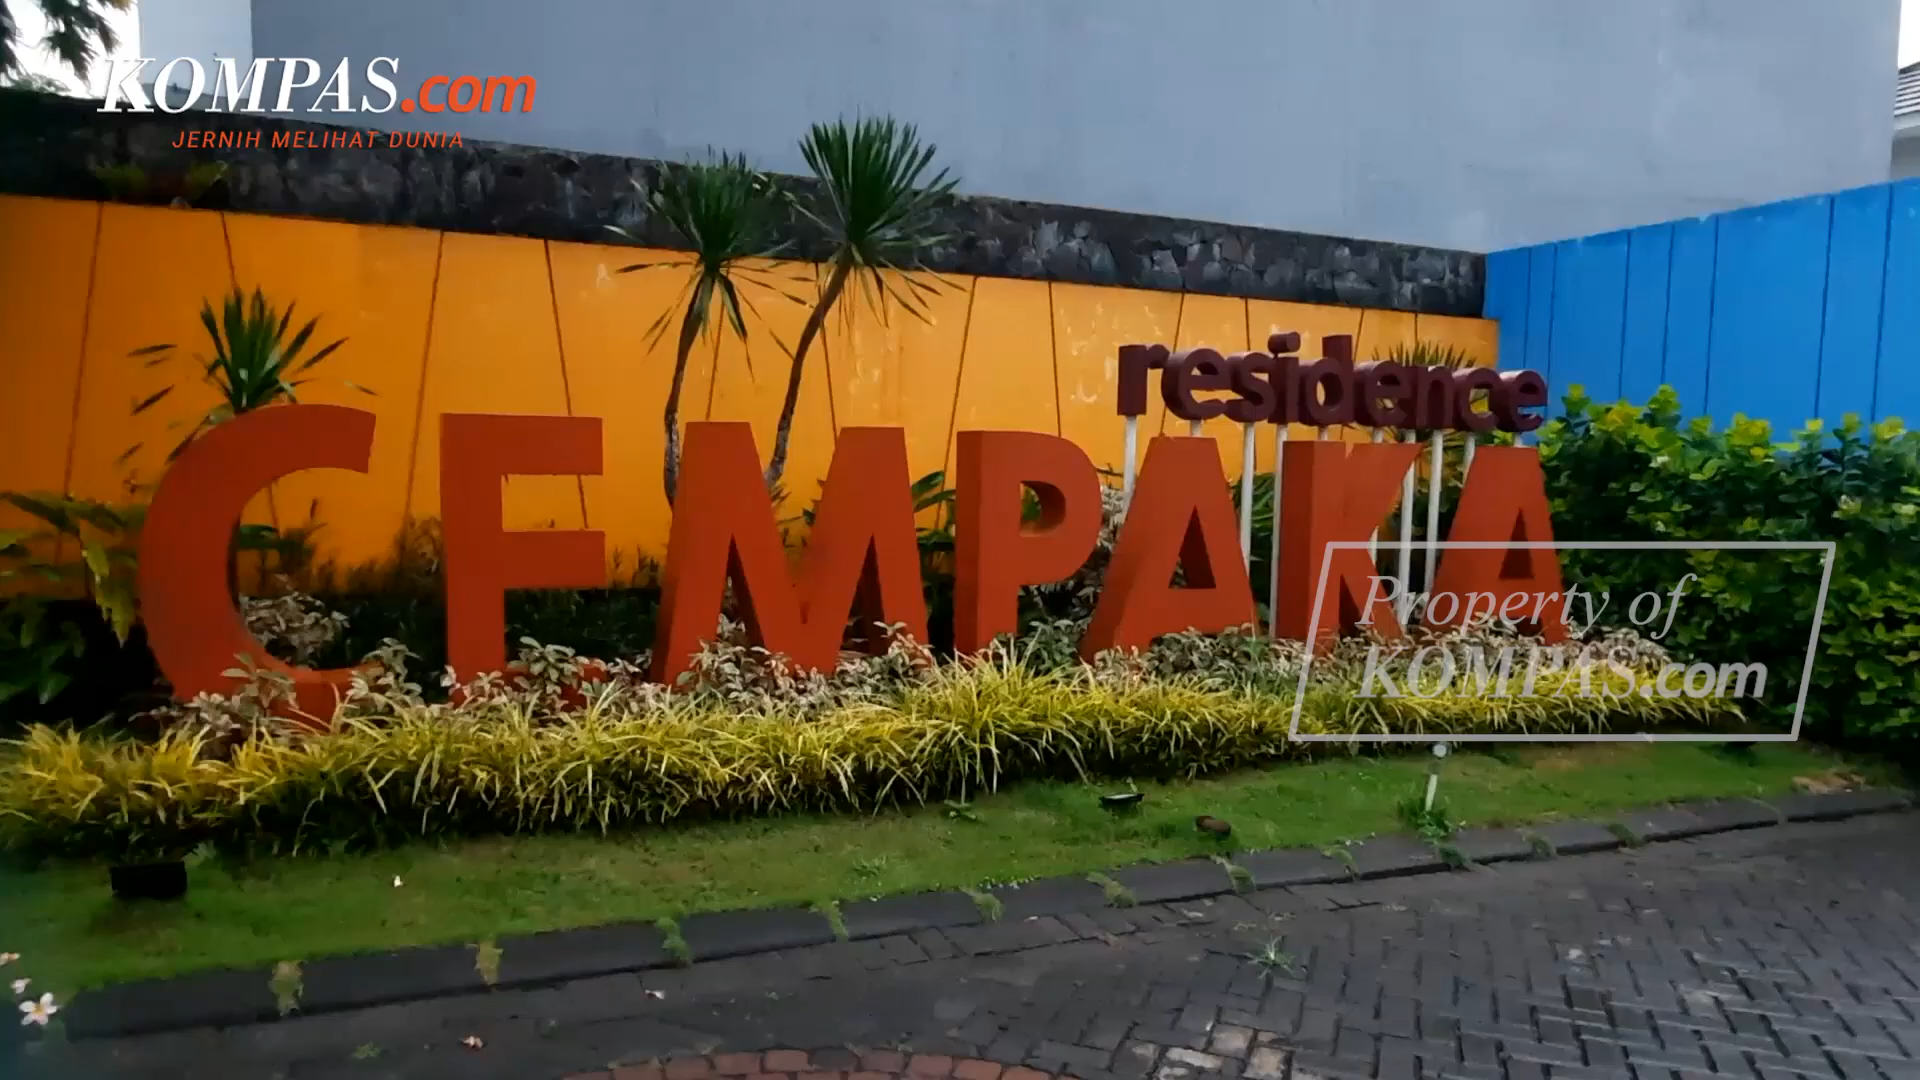 KOMPAS.com
JERNIH MELIHAT DUNIA
residence
CEMPAKA
Property of
KOMPAS.com